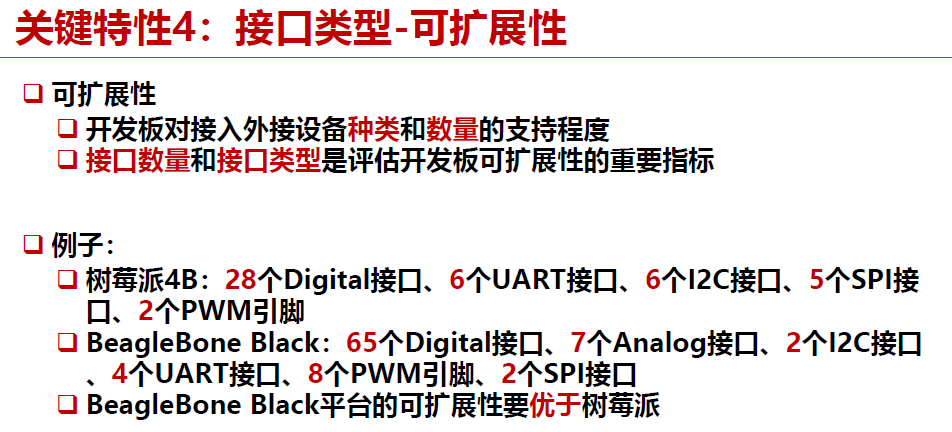 关键特性4：接口类型-可扩展性
可扩展性
开发板对接入外接设备种类和数量的支持程度
接口数量和接口类型是评估开发板可扩展性的重要指标
例子：
树莓派4B：28个Digital接口、6个UART接口、6个I2C接口、5个SPI接
口、2个PWM引脚
BeagleBone Black：65个Digital接口、7个Analog接口、2个I2C接口
、4个UART接口、8个PWM引脚、2个SPI接口
BeagleBone Black平台的可扩展性要优于树莓派